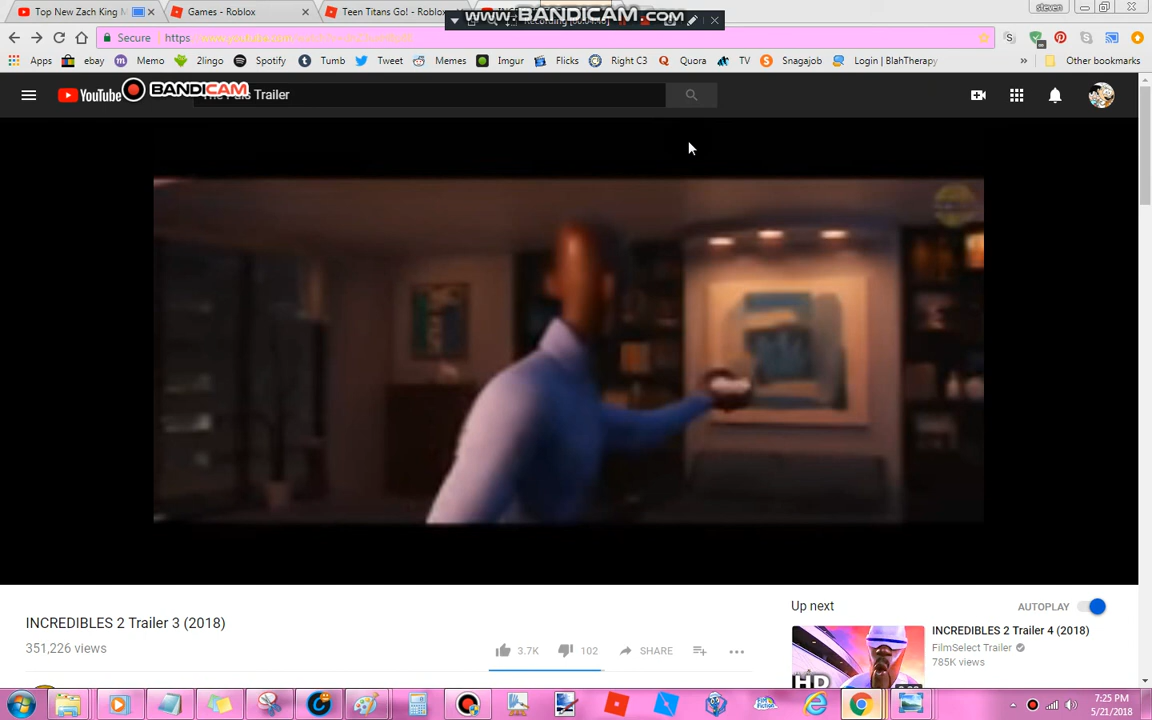 Top New Zach King M
Games - Roblox
Teen Titans Go! - Roblox
WWW.BANDICAM.COM
steven
Secure
https
Apps
ebay
Memo
2lingo
Spotify
Tumb
Tweet
Memes
Imgur
Flicks
Right C3
Quora
TV
Snagajob
Login | BlahTherapy
»
Other bookmarks
YouTube
BANDICAM
Trailer
INCREDIBLES 2 Trailer 3 (2018)
351,226 views
3.7K
102
SHARE
Up next
AUTOPLAY
INCREDIBLES 2 Trailer 4 (2018)
FilmSelect Trailer
785K views
HD
7:25 PM
5/21/2018